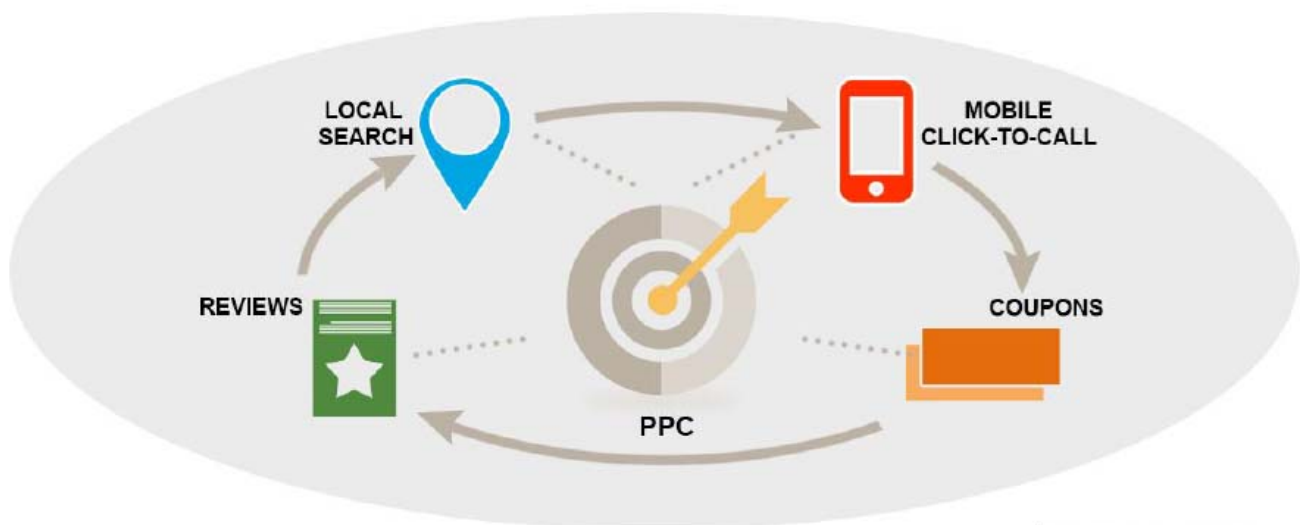 LOCAL
SEARCH
MOBILE
CLICK-TO-CALL
REVIEWS
COUPONS
PPC